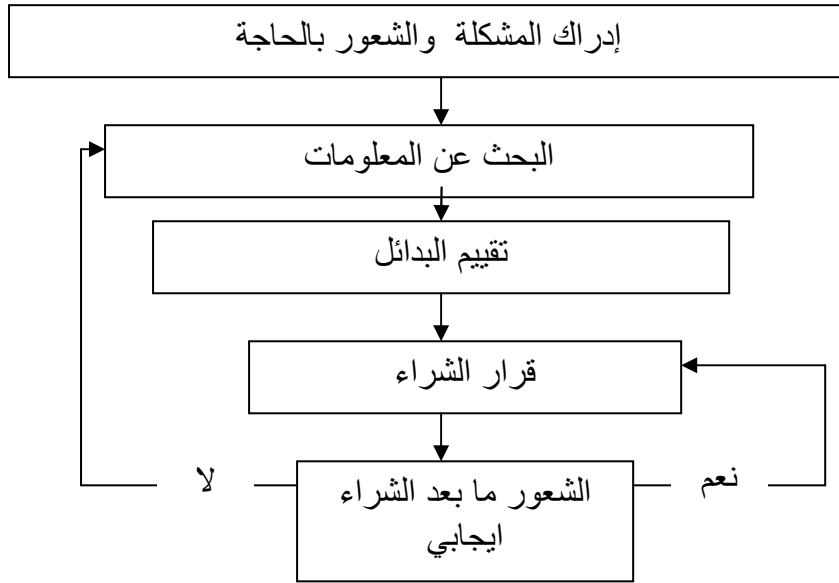 إدراك المشكلة والشعور بالحاجة
البحث عن المعلومات
تقييم البدائل
قرار الشراء
الشعور ما بعد الشراء
ايجابي
نعم
لا